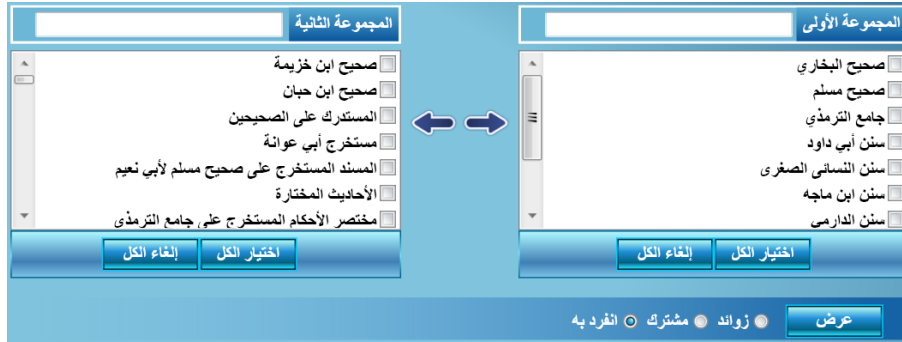 المجموعة الأولى
صحيح البخاري
صحيح مسلم
جامع الترمذي
سنن أبي داود
سنن النسائى الصغرى
سنن ابن ماجه
سنن الدارمي
اختيار الكل
إلغاء الكل
المجموعة الثانية
صحيح ابن خزيمة
صحيح ابن حبان
المستدرك على الصحيحين
مستخرج أبي عوانة
المسند المستخرج على صحيح مسلم لأبي نعيم
الأحاديث المختارة
مختصر الأحكام المستخرج على جامع الترمذي
اختيار الكل
إلغاء الكل
عرض
زوائد
مشترك
انفرد به